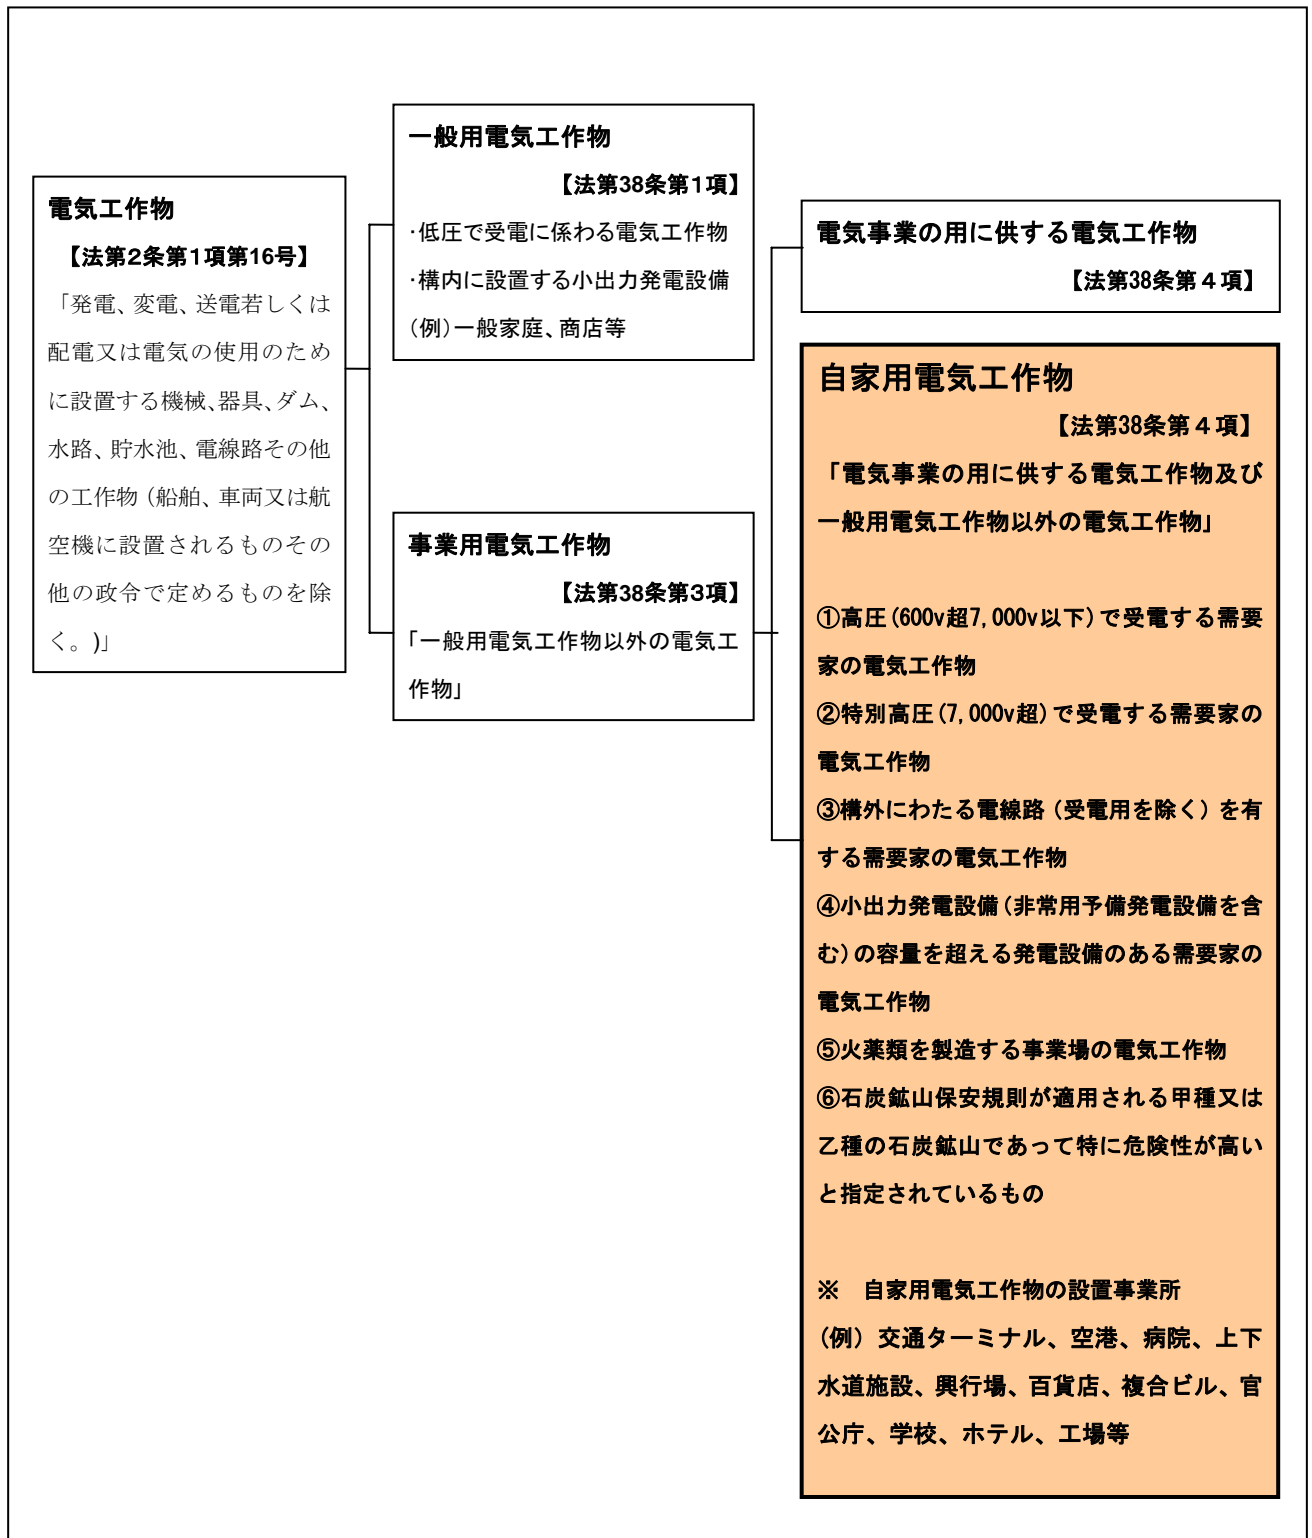 電気工作物
【法第2条第1項第16号】
「発電、変電、送電若しくは
配電又は電気の使用のため
に設置する機械、器具、ダム、
水路、貯水池、電線路その他
の工作物（船舶、車両又は航
空機に設置されるものその
他の政令で定めるものを除
く。)」
一般用電気工作物
【法第38条第1項】
・低圧で受電に係わる電気工作物
・構内に設置する小出力発電設備
（例）一般家庭、商店等
事業用電気工作物
【法第38条第3項】
「一般用電気工作物以外の電気工
作物」
電気事業の用に供する電気工作物
【法第38条第４項】
自家用電気工作物
【法第38条第４項】
「電気事業の用に供する電気工作物及び
一般用電気工作物以外の電気工作物」
①高圧（600v超7,000v以下）で受電する需要
家の電気工作物
②特別高圧（7,000v超）で受電する需要家の
電気工作物
③構外にわたる電線路（受電用を除く）を有
する需要家の電気工作物
④小出力発電設備（非常用予備発電設備を含
む）の容量を超える発電設備のある需要家の
電気工作物
⑤火薬類を製造する事業場の電気工作物
⑥石炭鉱山保安規則が適用される甲種又は
乙種の石炭鉱山であって特に危険性が高い
と指定されているもの
※　自家用電気工作物の設置事業所
（例）交通ターミナル、空港、病院、上下
水道施設、興行場、百貨店、複合ビル、官
公庁、学校、ホテル、工場等